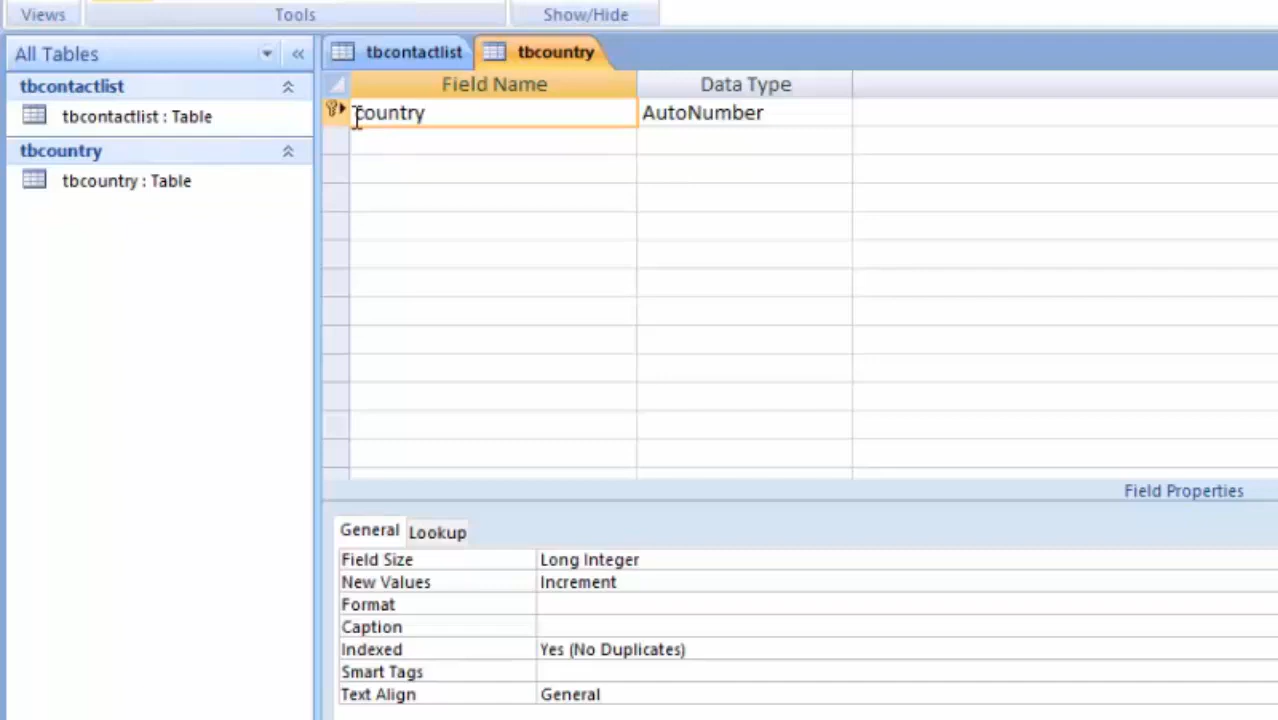 Views Tools Show/Hide
All Tables «
tbcontactlist tbcountry
tbcontactlist
tbcontactlist : Table
tbcountry
tbcountry : Table
Field Name Data Type
country AutoNumber
Field Properties
General Lookup
Field Size Long Integer
New Values Increment
Format
Caption
Indexed Yes (No Duplicates)
Smart Tags
Text Align General